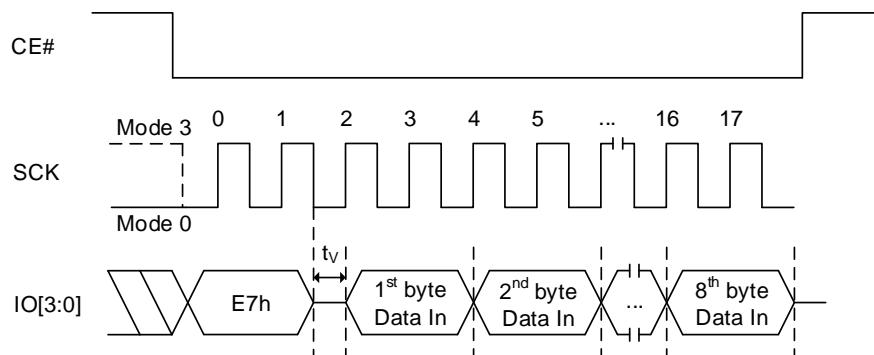 CE#
Mode 3
0 1 2 3 4 5 ... 16 17
SCK
Mode 0
tV
IO[3:0]
E7h
1st byte
Data In
2nd byte
Data In
...
8th byte
Data In